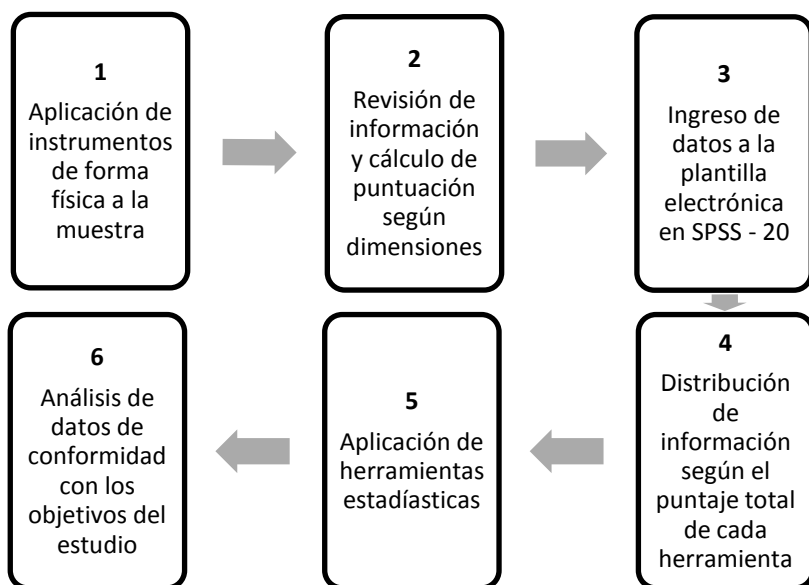 1
Aplicación de
instrumentos
de forma
física a la
muestra
2
Revisión de
información
y cálculo de
puntuación
según
dimensiones
3
Ingreso de
datos a la
plantilla
electrónica
en SPSS - 20
4
Distribución
de
información
según el
puntaje total
de cada
herramienta
5
Aplicación de
herramientas
estadíasticas
6
Análisis de
datos de
conformidad
con los
objetivos del
estudio